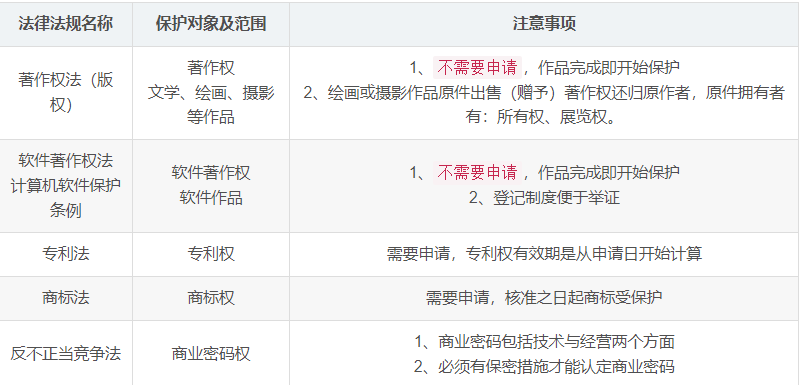 法律法规名称
保护对象及范围
注意事项
著作权法（版
权）
著作权
文学、绘画、摄影
等作品
1、 不需要申请 ，作品完成即开始保护
2、绘画或摄影作品原件出售（赠予）著作权还归原作者，原件拥有者
有：所有权、展览权。
软件著作权法
计算机软件保护
条例
软件著作权
软件作品
1、 不需要申请 ，作品完成即开始保护
2、登记制度便于举证
专利法
专利权
需要申请，专利权有效期是从申请日开始计算
商标法
商标权
需要申请，核准之日起商标受保护
反不正当竞争法
商业密码权
1、商业密码包括技术与经营两个方面
2、必须有保密措施才能认定商业密码